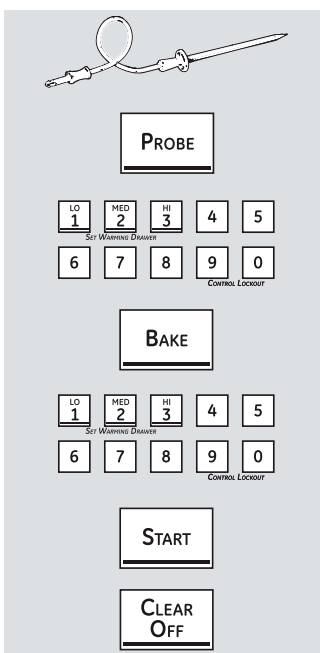 PROBE
LO MED HI
1 2 3 4 5
SET WARMING DRAWER
6 7 8 9 0
CONTROL LOCKOUT
BAKE
LO MED HI
1 2 3 4 5
SET WARMING DRAWER
6 7 8 9 0
CONTROL LOCKOUT
START
CLEAR
OFF